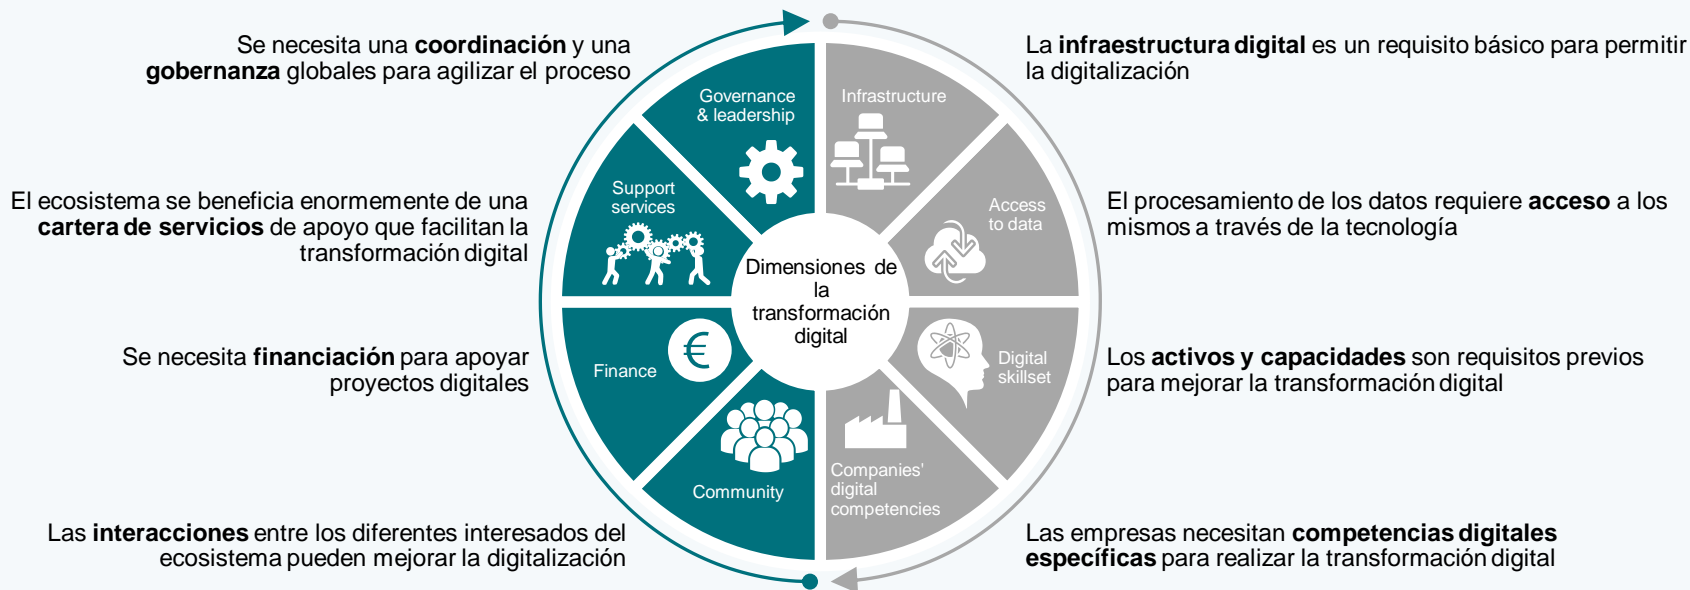 Se necesita una coordinación y una
gobernanza globales para agilizar el proceso
El ecosistema se beneficia enormemente de una
cartera de servicios de apoyo que facilitan la
transformación digital
Se necesita financiación para apoyar
proyectos digitales
Las interacciones entre los diferentes interesados del
ecosistema pueden mejorar la digitalización
Governance
& leadership
Support
services
Finance
€
Community
Dimensiones de
la
transformación
digital
Infrastructure
Access
to data
Digital
skillset
Companies'
digital
competencies
La infraestructura digital es un requisito básico para permitir
la digitalización
El procesamiento de los datos requiere acceso a los
mismos a través de la tecnología
Los activos y capacidades son requisitos previos
para mejorar la transformación digital
Las empresas necesitan competencias digitales
específicas para realizar la transformación digital